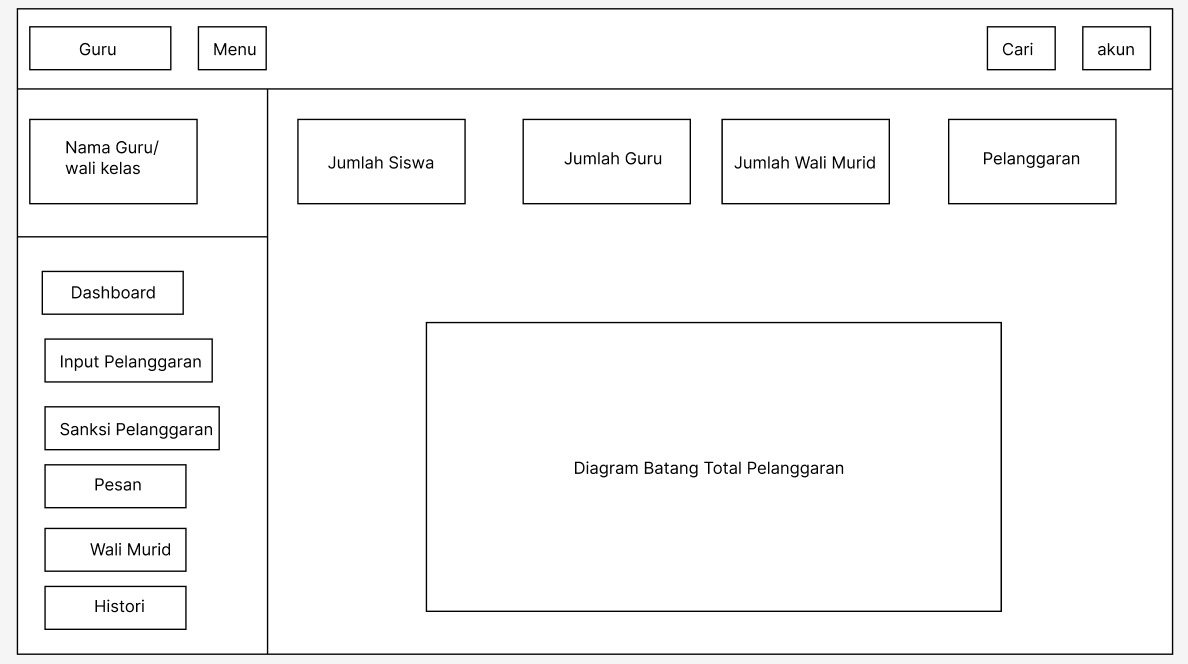 Guru
Menu
Cari
akun
Nama Guru/
wali kelas
Jumlah Siswa
Jumlah Guru
Jumlah Wali Murid
Pelanggaran
Dashboard
Input Pelanggaran
Sanksi Pelanggaran
Pesan
Wali Murid
Histori
Diagram Batang Total Pelanggaran